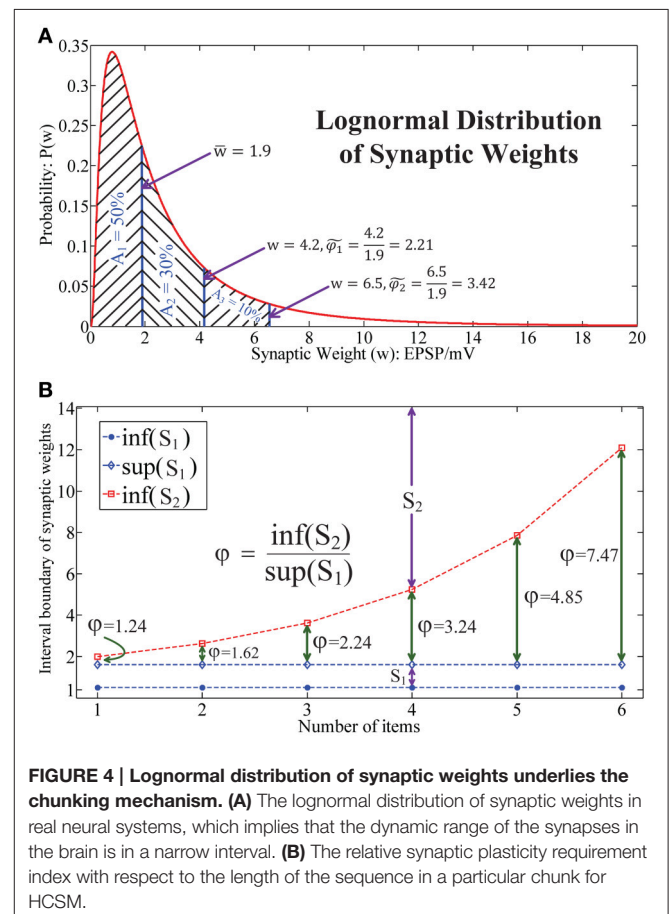 A
Lognormal Distribution
of Synaptic Weights
Probability: P(w)
0.35
0.3
0.25
0.2
0.15
0.1
0.05
0
w̄ = 1.9
w = 4.2, φ̃₁ = 4.2/1.9 = 2.21
w = 6.5, φ̃₂ = 6.5/1.9 = 3.42
A₁ = 50%
A₂ = 30%
A₃ = 10%
0 2 4 6 8 10 12 14 16 18 20
Synaptic Weight (w): EPSP/mV
B
Interval boundary of synaptic weights
14
12
10
8
6
4
2
1
inf(S₁)
sup(S₁)
inf(S₂)
φ = inf(S₂)/sup(S₁)
S₂
S₁
φ=1.24
φ=1.62
φ=2.24
φ=3.24
φ=4.85
φ=7.47
1 2 3 4 5 6
Number of items
FIGURE 4 | Lognormal distribution of synaptic weights underlies the
chunking mechanism. (A) The lognormal distribution of synaptic weights in
real neural systems, which implies that the dynamic range of the synapses in
the brain is in a narrow interval. (B) The relative synaptic plasticity requirement
index with respect to the length of the sequence in a particular chunk for
HCSM.